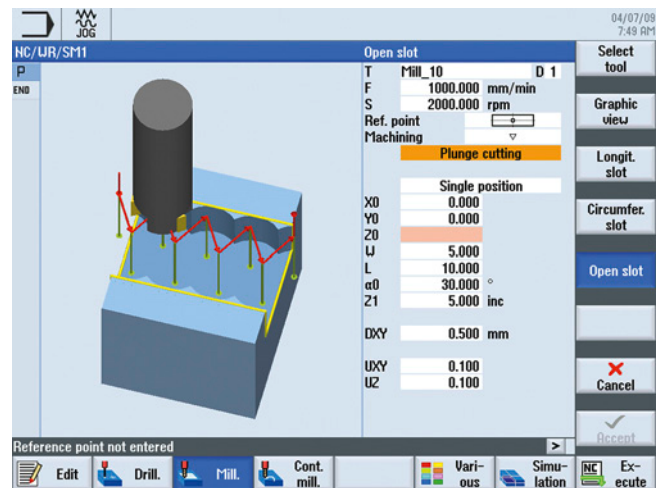 JOG
04/07/09
7:49 AM
NC/WR/SM1
Open slot
Select tool
P
END
T Mill_10 D 1
F 1000.000 mm/min
S 2000.000 rpm
Ref. point
Machining ▽
Plunge cutting
Single position
X0 0.000
Y0 0.000
Z0
W 5.000
L 10.000
α0 30.000 °
Z1 5.000 inc
DXY 0.500 mm
UXY 0.100
UZ 0.100
Graphic view
Longit. slot
Circumfer. slot
Open slot
Cancel
Accept
Reference point not entered >
Edit
Drill.
Mill.
Cont. mill.
Vari- ous
Simu- lation
NC Ex- ecute